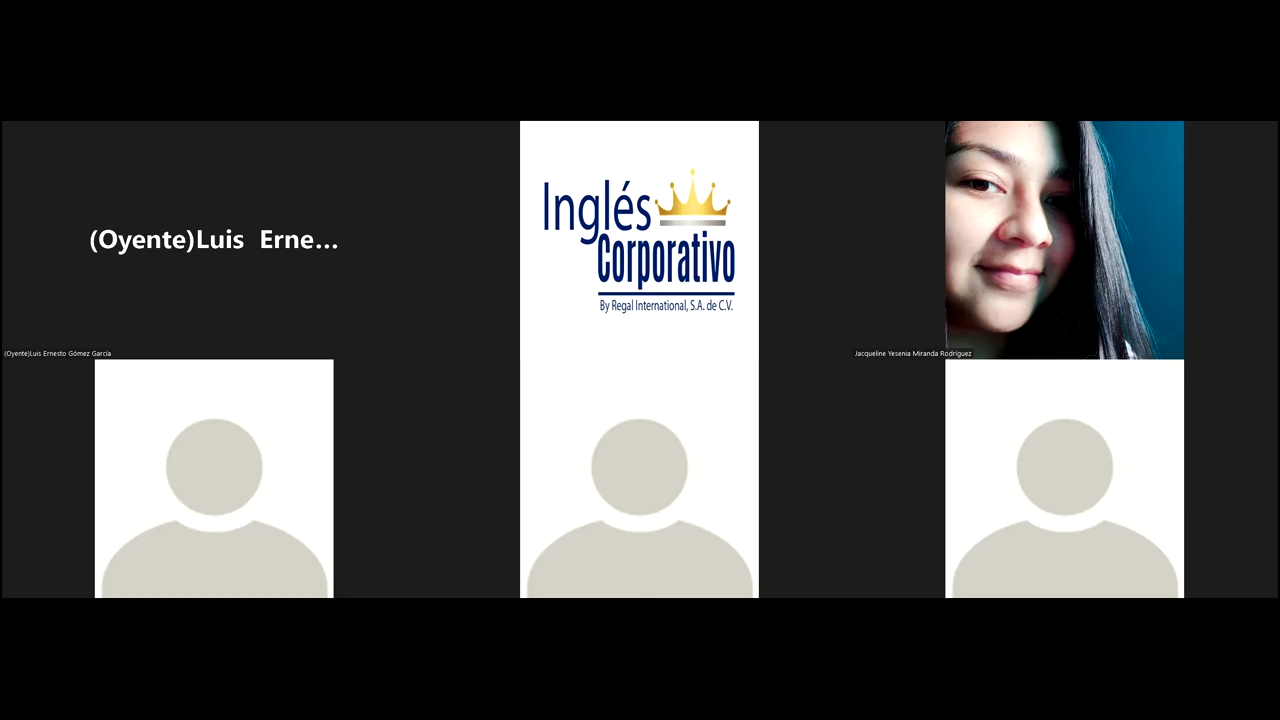 (Oyente)Luis Erne...
Inglés
Corporativo
By Regal International, S.A. de C.V.
(Oyente)Luis Ernesto Gómez García
Jacqueline Yesenia Miranda Rodríguez